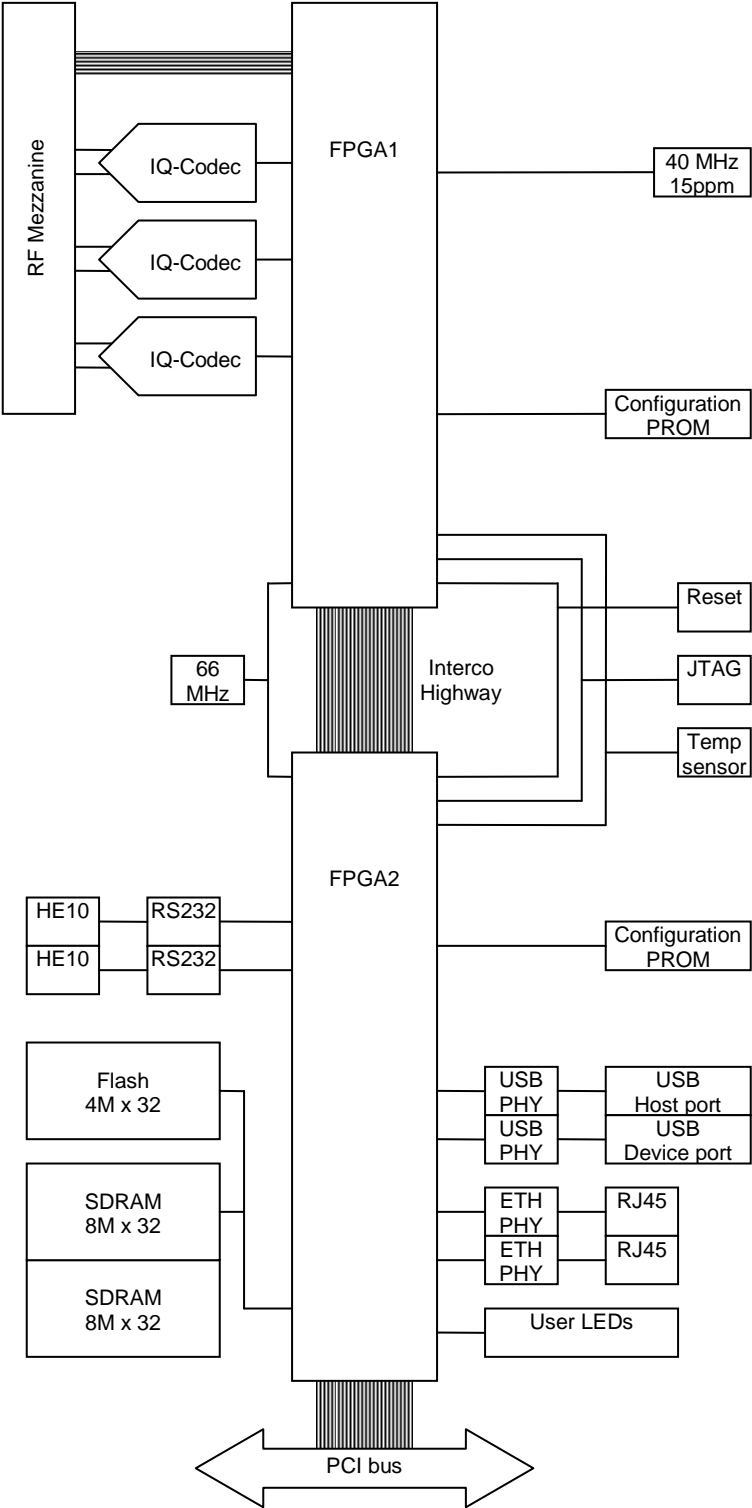 RF Mezzanine
FPGA1
IQ-Codec
IQ-Codec
IQ-Codec
40 MHz
15ppm
Configuration
PROM
Reset
66
MHz
Interco
Highway
JTAG
Temp
sensor
FPGA2
HE10
RS232
HE10
RS232
Configuration
PROM
Flash
4M x 32
USB
PHY
USB
Host port
USB
PHY
USB
Device port
SDRAM
8M x 32
ETH
PHY
RJ45
ETH
PHY
RJ45
SDRAM
8M x 32
User LEDs
PCI bus